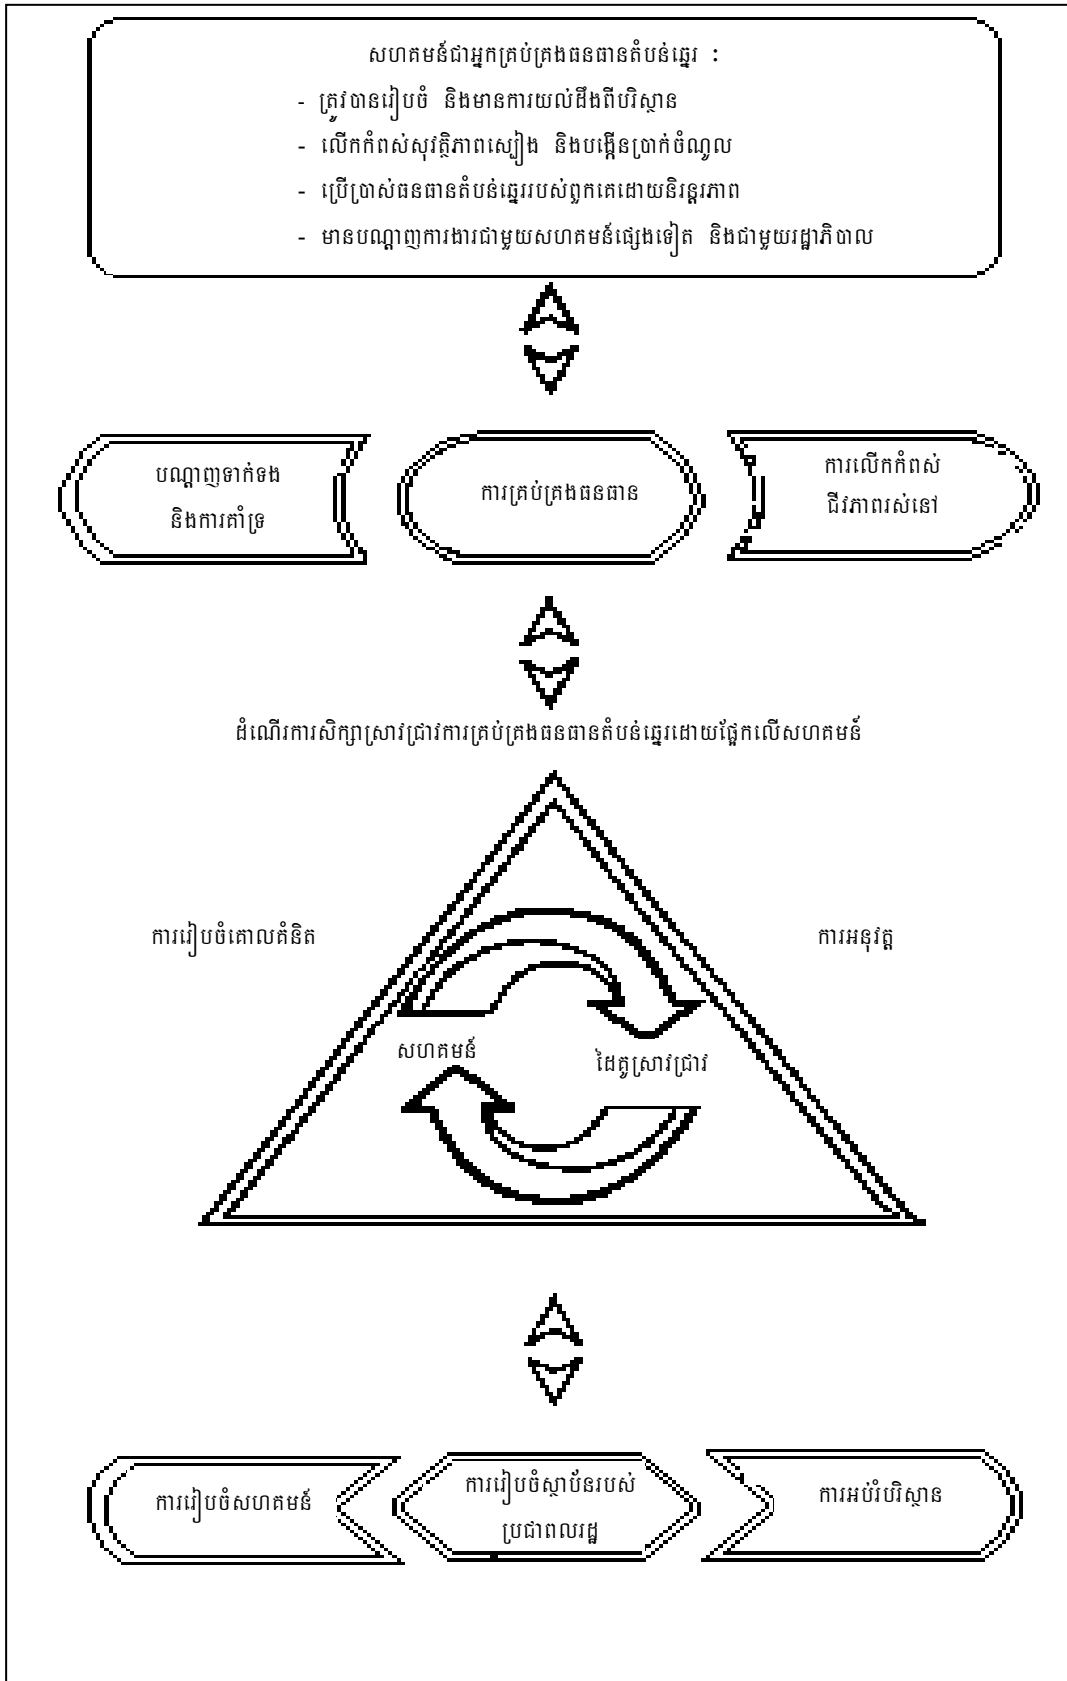 សហគមន៍ជាអ្នកគ្រប់គ្រងធនធានតំបន់ឆ្នេរ :
- ត្រូវបានរៀបចំ និងមានការយល់ដឹងពីបរិស្ថាន
- លើកកំពស់សុវត្ថិភាពស្បៀង និងបង្កើនប្រាក់ចំណូល
- ប្រើប្រាស់ធនធានតំបន់ឆ្នេររបស់ពួកគេដោយនិរន្តរភាព
- មានបណ្តាញការងារជាមួយសហគមន៍ផ្សេងទៀត និងជាមួយរដ្ឋាភិបាល
បណ្តាញទាក់ទង
និងការគាំទ្រ
ការគ្រប់គ្រងធនធាន
ការលើកកំពស់
ជីវភាពរស់នៅ
ដំណើរការសិក្សាស្រាវជ្រាវការគ្រប់គ្រងធនធានតំបន់ឆ្នេរដោយផ្អែកលើសហគមន៍
ការរៀបចំគោលគំនិត
ការអនុវត្ត
សហគមន៍
ដៃគូស្រាវជ្រាវ
ការរៀបចំសហគមន៍
ការរៀបចំស្ថាប័នរបស់
ប្រជាពលរដ្ឋ
ការអប់រំបរិស្ថាន